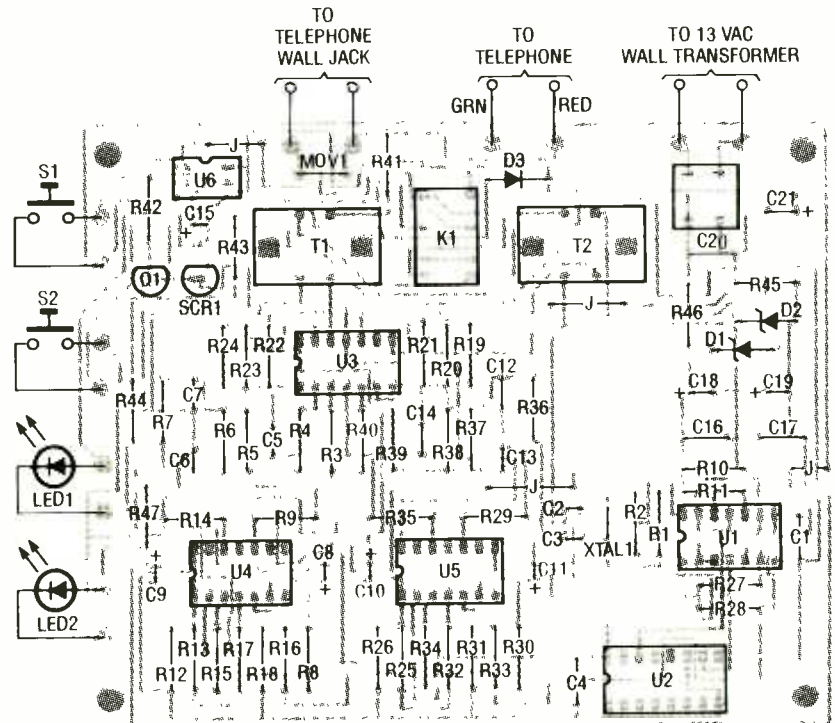 TO
TELEPHONE
WALL JACK
TO
TELEPHONE
TO 13 VAC
WALL TRANSFORMER
GRN
RED
J
MOV1
R41
D3
S1
U6
R42
C15
+
R43
T1
K1
T2
C20
C21
+
Q1
SCR1
J
R46
R45
D2
D1
S2
R24
R22
R23
U3
R21
R19
R20
C12
+
C18
C19
+
R44
R7
C7
R6
R5
C5
R4
R3
R40
R39
C14
R38
R37
R36
C16
C17
C6
C13
R10
J
R11
LED1
R47
R14
R9
R35
R29
J
C2
R2
R1
C3
XTAL1
U1
C1
+
C9
U4
C8
+
+
C10
U5
C11
+
R27
R28
LED2
R13
R17
R16
R12
R15
R18
R8
R26
R34
R31
R30
R25
R32
R33
C4
U2